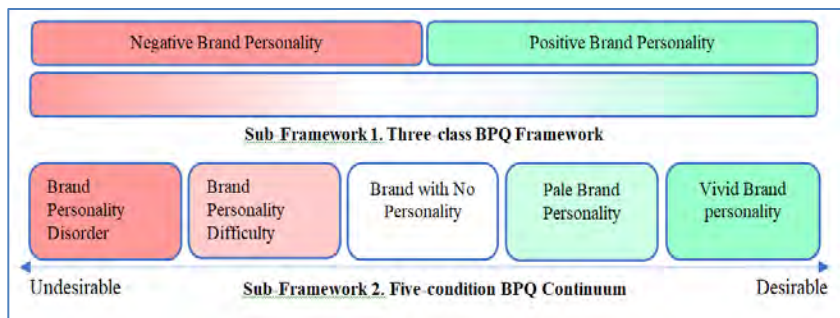 Negative Brand Personality
Positive Brand Personality
Sub-Framework 1. Three-class BPQ Framework
Brand
Personality
Disorder
Brand
Personality
Difficulty
Brand with No
Personality
Pale Brand
Personality
Vivid Brand
personality
Undesirable
Sub-Framework 2. Five-condition BPQ Continuum
Desirable